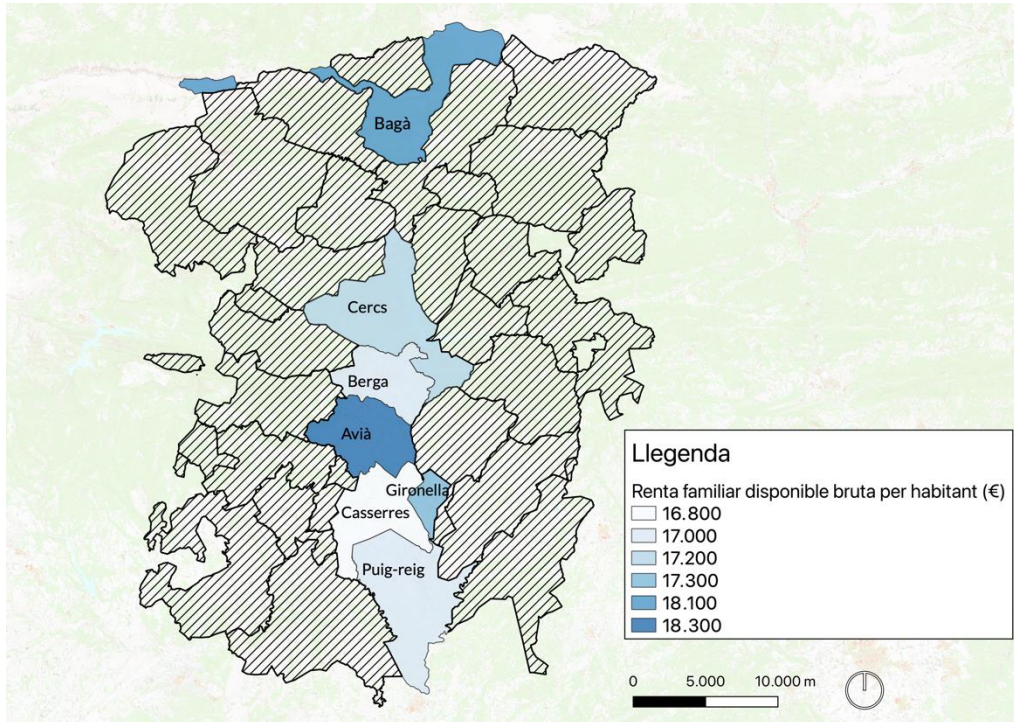 Bagà
Cercs
Berga
Avià
Gironella
Casserres
Puig-reig
Llegenda
Renta familiar disponible bruta per habitant (€)
16.800
17.000
17.200
17.300
18.100
18.300
0 5.000 10.000 m